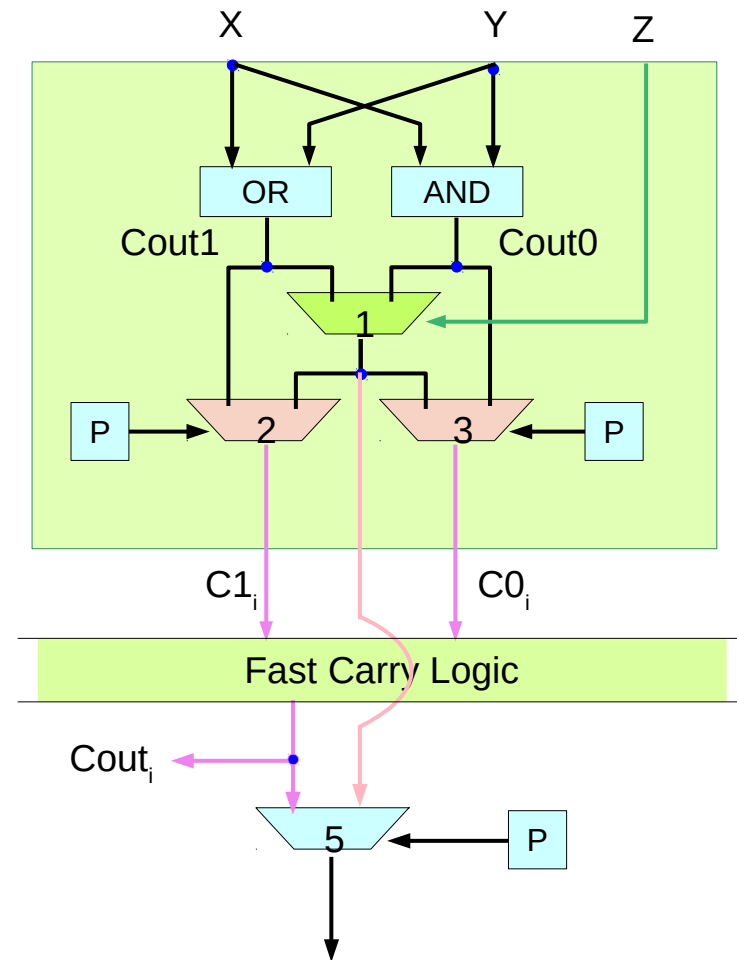 X Y Z
OR AND
Cout1 Cout0
1
P 2 3 P
C1i C0i
Fast Carry Logic
Couti
5 P